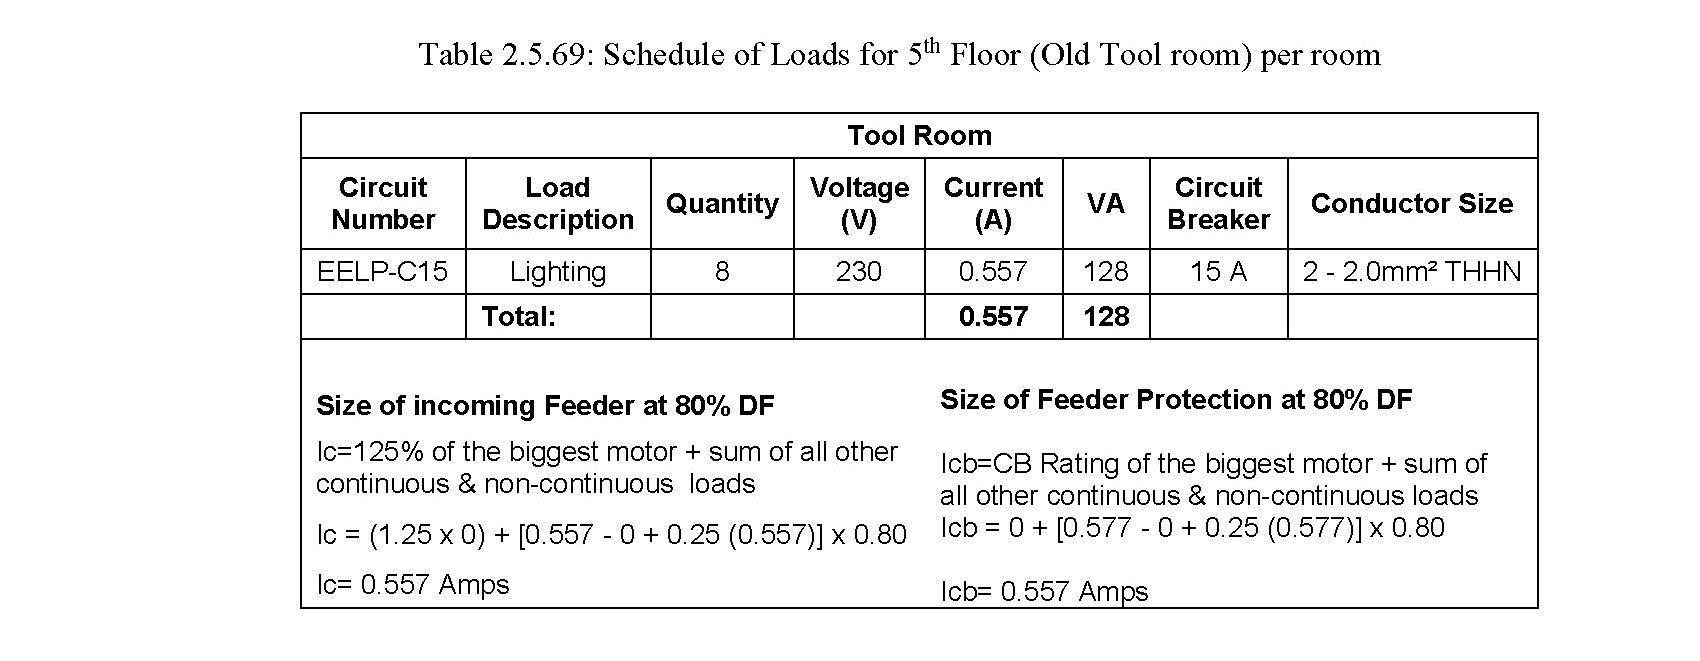 Table 2.5.69: Schedule of Loads for 5th Floor (Old Tool room) per room
Tool Room
Circuit Number Load Description Quantity Voltage (V) Current (A) VA Circuit Breaker Conductor Size
EELP-C15 Lighting 8 230 0.557 128 15 A 2 - 2.0mm² THHN
Total: 0.557 128
Size of incoming Feeder at 80% DF
Ic=125% of the biggest motor + sum of all other
continuous & non-continuous loads
Ic = (1.25 x 0) + [0.557 - 0 + 0.25 (0.557)] x 0.80
Ic= 0.557 Amps
Size of Feeder Protection at 80% DF
Icb=CB Rating of the biggest motor + sum of
all other continuous & non-continuous loads
Icb = 0 + [0.577 - 0 + 0.25 (0.577)] x 0.80
Icb= 0.557 Amps